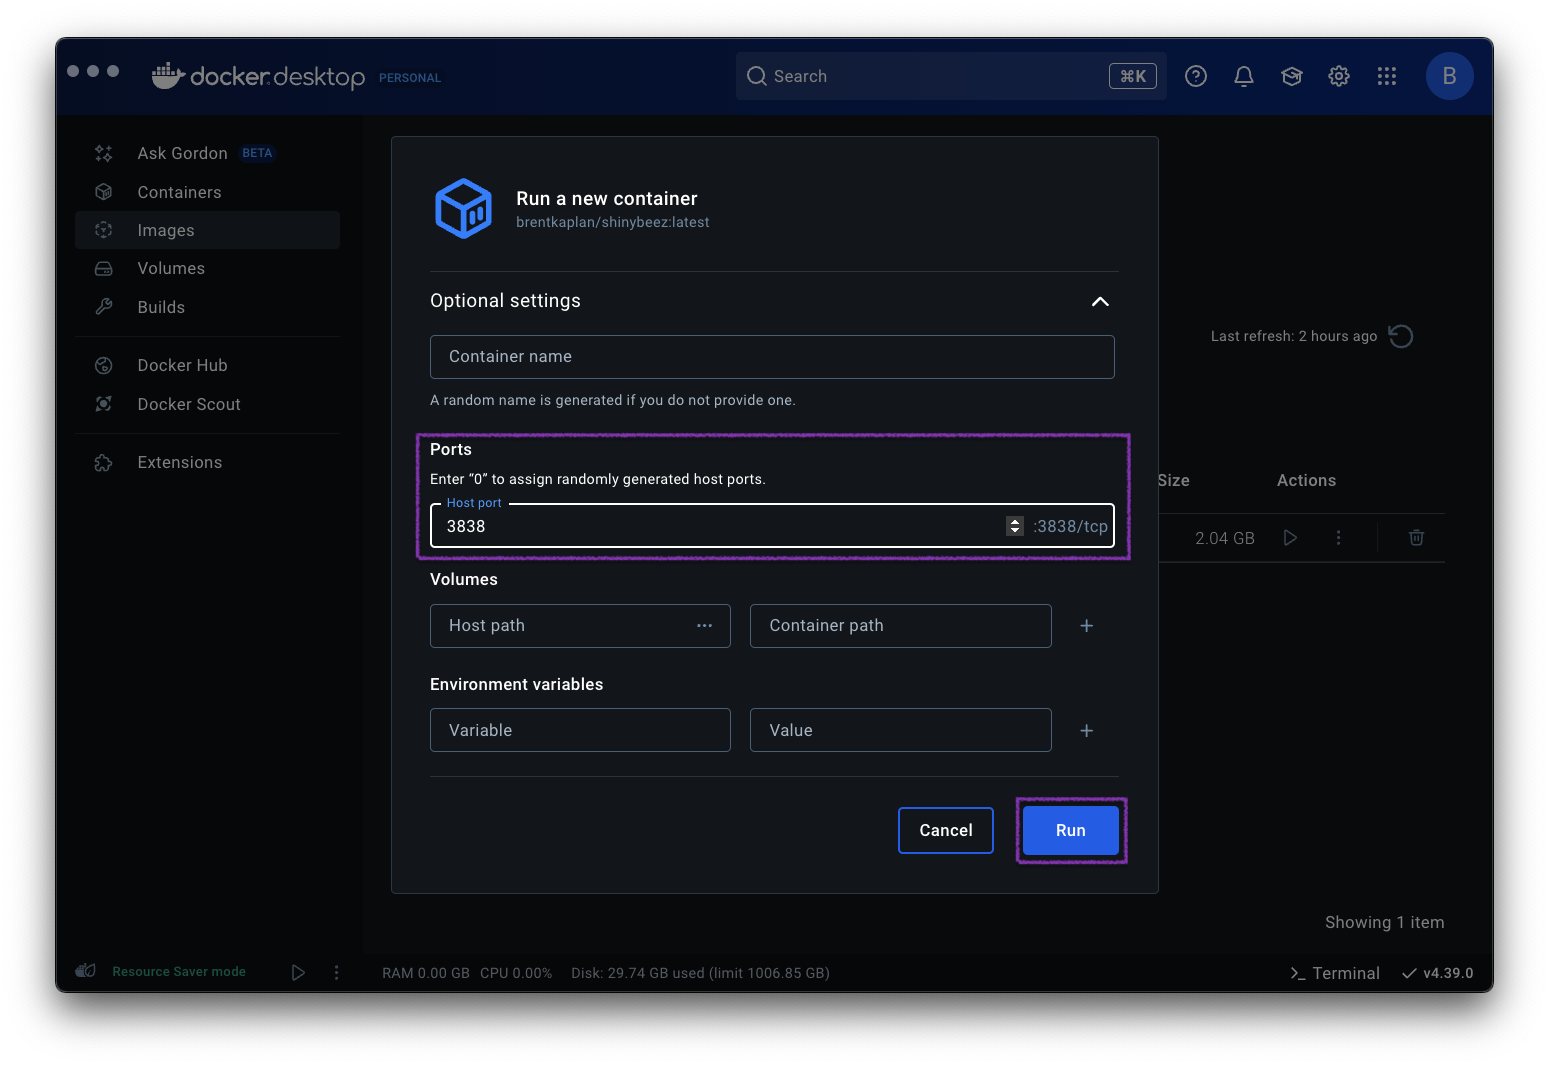 docker.desktop PERSONAL
Search
⌘K
B
Ask Gordon BETA
Containers
Images
Volumes
Builds
Docker Hub
Docker Scout
Extensions
Run a new container
brentkaplan/shinybeez:latest
Optional settings
Container name
A random name is generated if you do not provide one.
Ports
Enter “0” to assign randomly generated host ports.
Host port
3838 :3838/tcp
Volumes
Host path ··· Container path +
Environment variables
Variable Value +
Cancel Run
Last refresh: 2 hours ago
Size Actions
2.04 GB
Showing 1 item
Resource Saver mode
RAM 0.00 GB CPU 0.00% Disk: 29.74 GB used (limit 1006.85 GB)
>_ Terminal ✓ v4.39.0